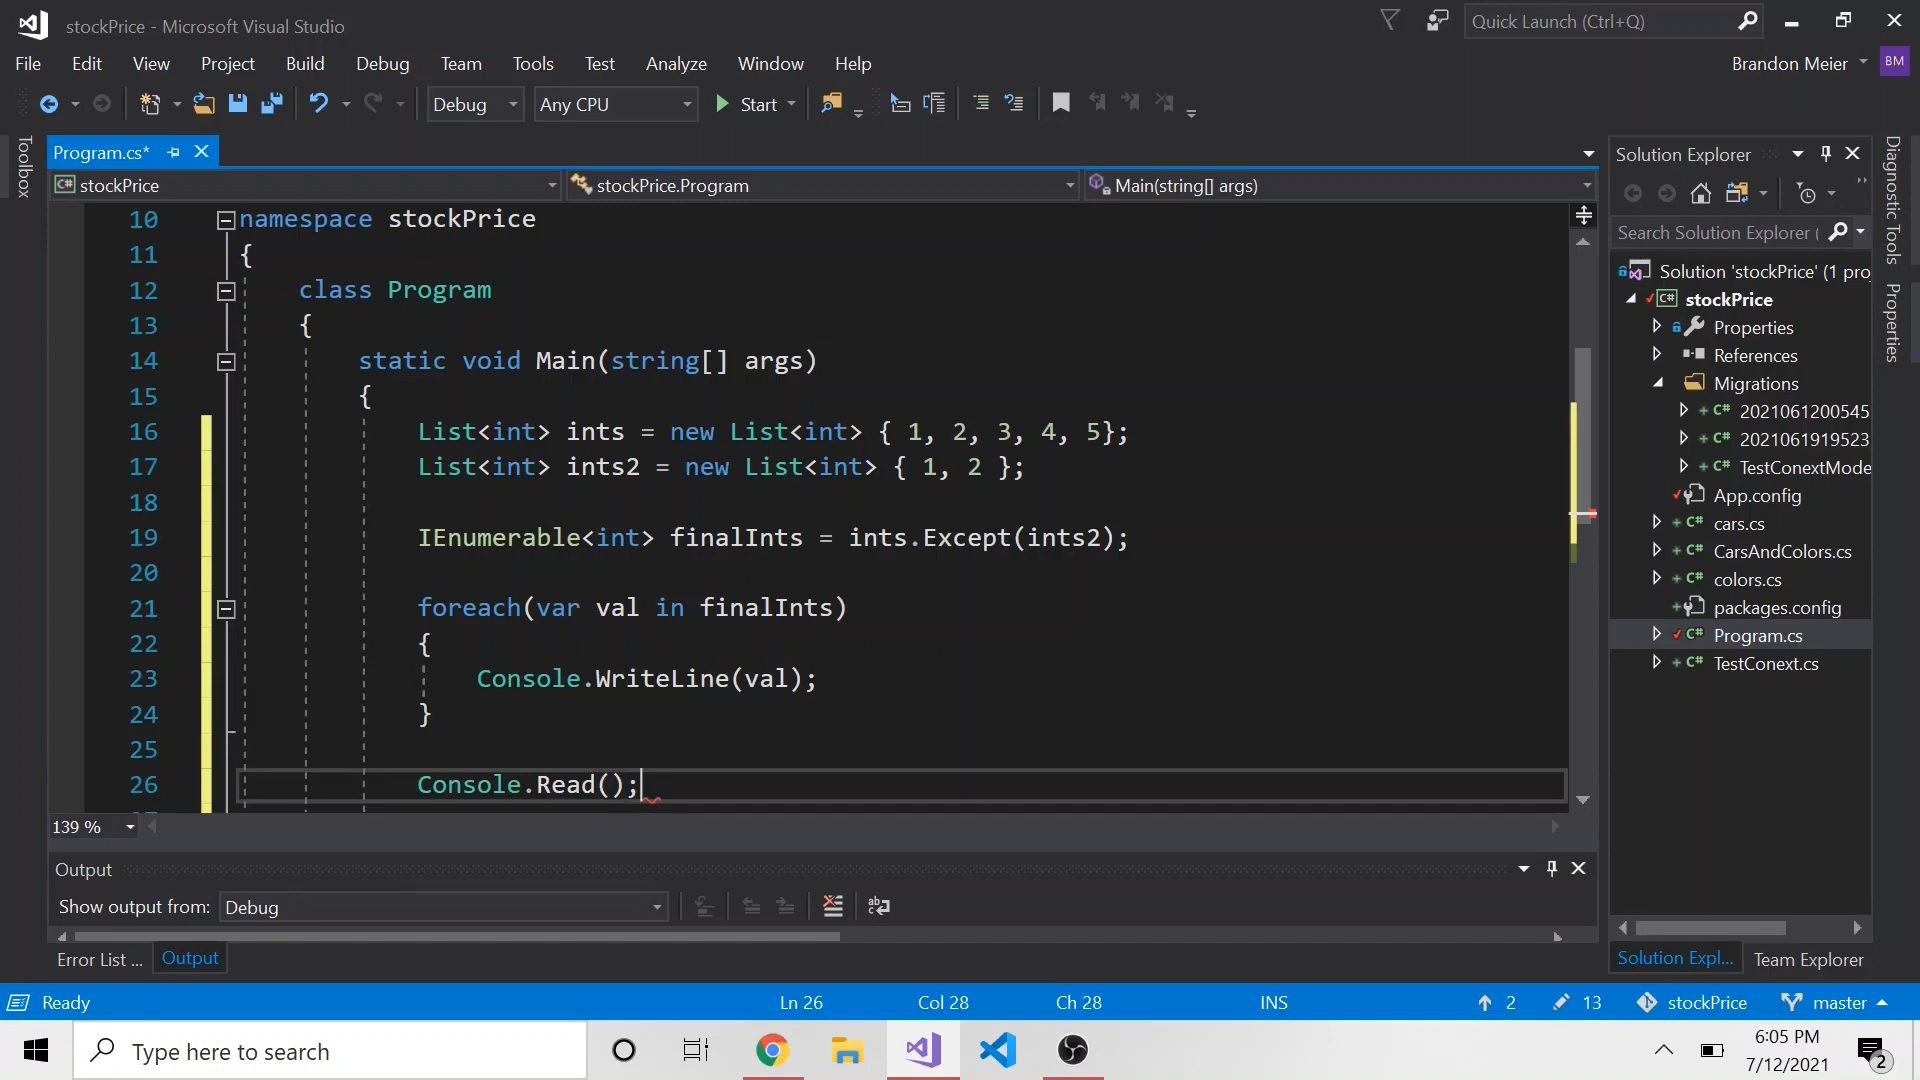 stockPrice - Microsoft Visual Studio
Quick Launch (Ctrl+Q)
File Edit View Project Build Debug Team Tools Test Analyze Window Help
Brandon Meier BM
Debug Any CPU Start
Toolbox
Program.cs*
stockPrice stockPrice.Program Main(string[] args)
10 namespace stockPrice
11 {
12 class Program
13 {
14 static void Main(string[] args)
15 {
16 List<int> ints = new List<int> { 1, 2, 3, 4, 5};
17 List<int> ints2 = new List<int> { 1, 2 };
18
19 IEnumerable<int> finalInts = ints.Except(ints2);
20
21 foreach(var val in finalInts)
22 {
23 Console.WriteLine(val);
24 }
25
26 Console.Read();
139 %
Output
Show output from: Debug
Error List ... Output
Solution Explorer
Search Solution Explorer (
Solution 'stockPrice' (1 pro
C# stockPrice
Properties
References
Migrations
C# 2021061200545
C# 2021061919523
C# TestConextMode
App.config
C# cars.cs
C# CarsAndColors.cs
C# colors.cs
packages.config
C# Program.cs
C# TestConext.cs
Solution Expl... Team Explorer
Diagnostic Tools
Properties
Ready Ln 26 Col 28 Ch 28 INS 2 13 stockPrice master
Type here to search
6:05 PM
7/12/2021
2